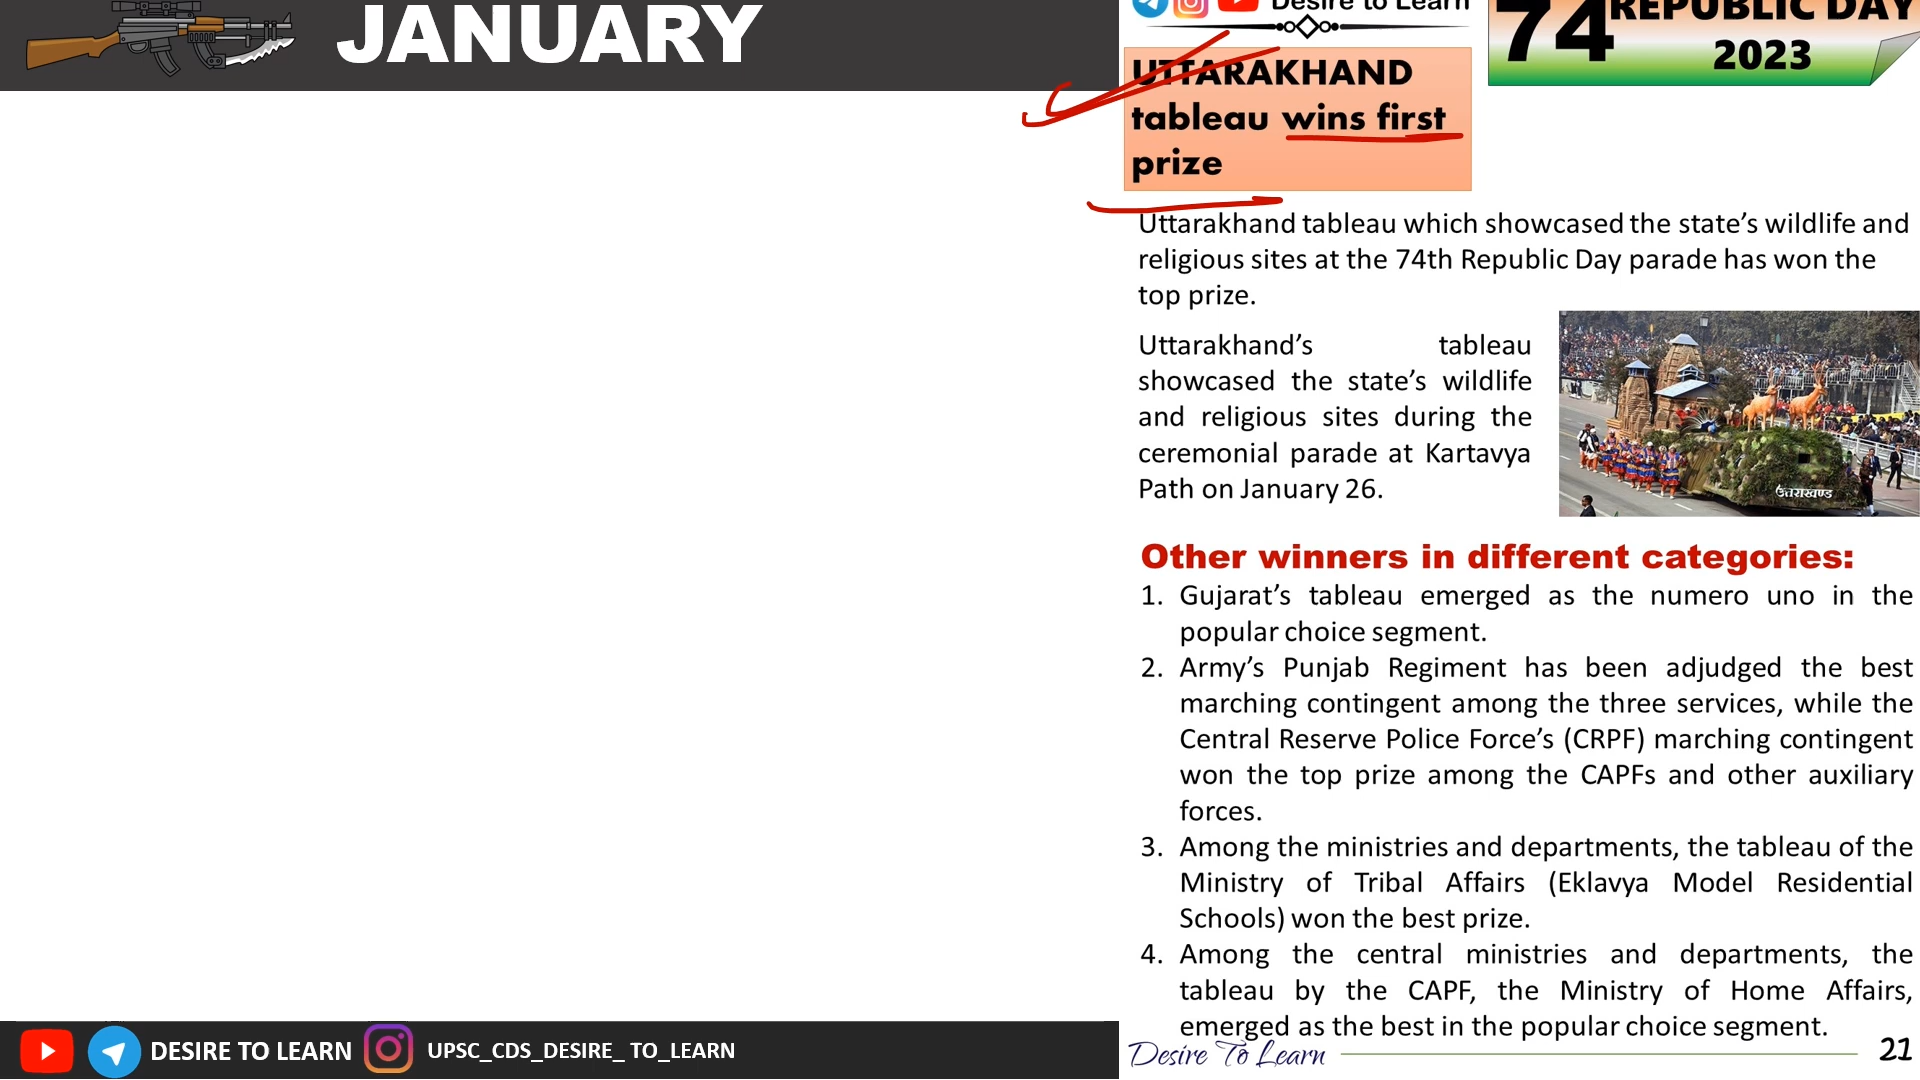 JANUARY
Desire to Learn
74
REPUBLIC DAY
2023
UTTARAKHAND
tableau wins first
prize
Uttarakhand tableau which showcased the state’s wildlife and
religious sites at the 74th Republic Day parade has won the
top prize.
Uttarakhand’s tableau
showcased the state’s wildlife
and religious sites during the
ceremonial parade at Kartavya
Path on January 26.
उत्तराखण्ड
Other winners in different categories:
1. Gujarat’s tableau emerged as the numero uno in the
popular choice segment.
2. Army’s Punjab Regiment has been adjudged the best
marching contingent among the three services, while the
Central Reserve Police Force’s (CRPF) marching contingent
won the top prize among the CAPFs and other auxiliary
forces.
3. Among the ministries and departments, the tableau of the
Ministry of Tribal Affairs (Eklavya Model Residential
Schools) won the best prize.
4. Among the central ministries and departments, the
tableau by the CAPF, the Ministry of Home Affairs,
emerged as the best in the popular choice segment.
DESIRE TO LEARN
UPSC_CDS_DESIRE_ TO_LEARN
Desire To Learn
21